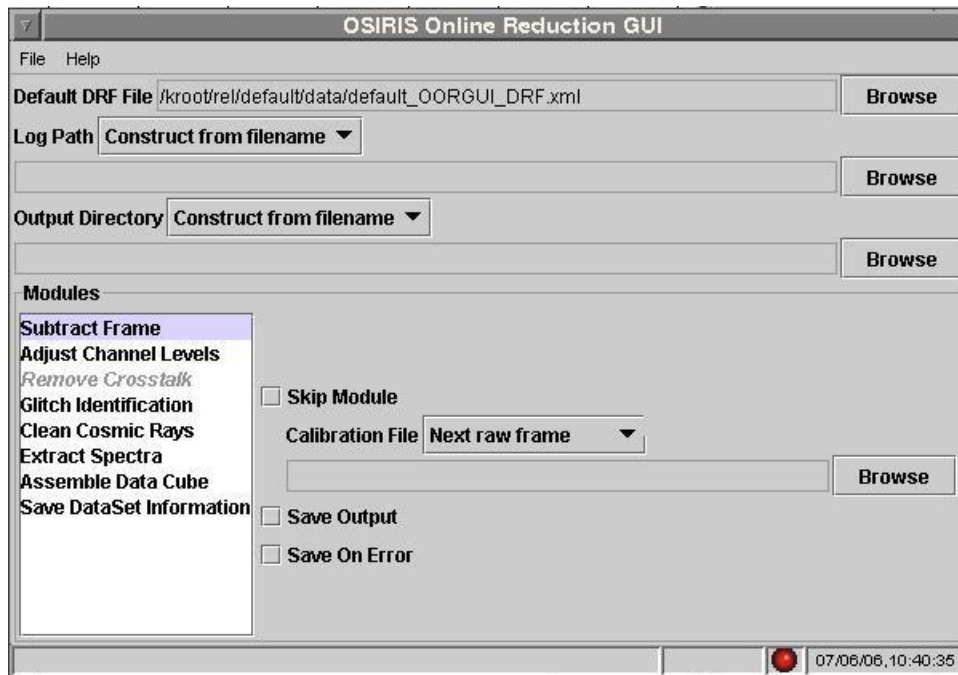 OSIRIS Online Reduction GUI
File Help
Default DRF File /kroot/rel/default/data/default_OORGUI_DRF.xml Browse
Log Path Construct from filename
Browse
Output Directory Construct from filename
Browse
Modules
Subtract Frame
Adjust Channel Levels
Remove Crosstalk
Glitch Identification
Clean Cosmic Rays
Extract Spectra
Assemble Data Cube
Save DataSet Information
Skip Module
Calibration File Next raw frame
Browse
Save Output
Save On Error
07/06/06,10:40:35